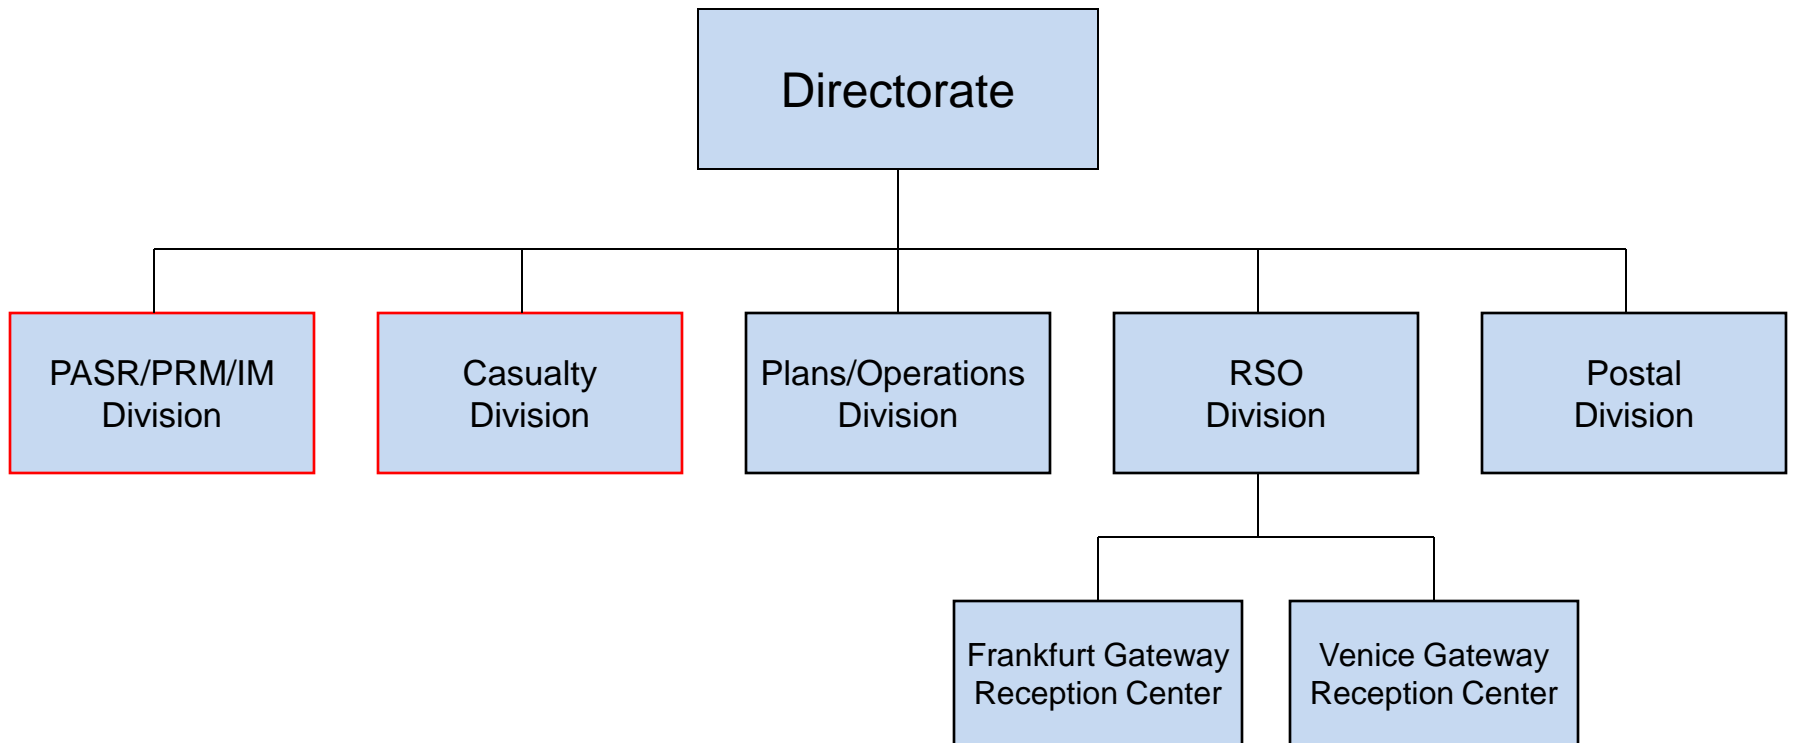 Directorate
PASR/PRM/IM
Division
Casualty
Division
Plans/Operations
Division
RSO
Division
Postal
Division
Frankfurt Gateway
Reception Center
Venice Gateway
Reception Center